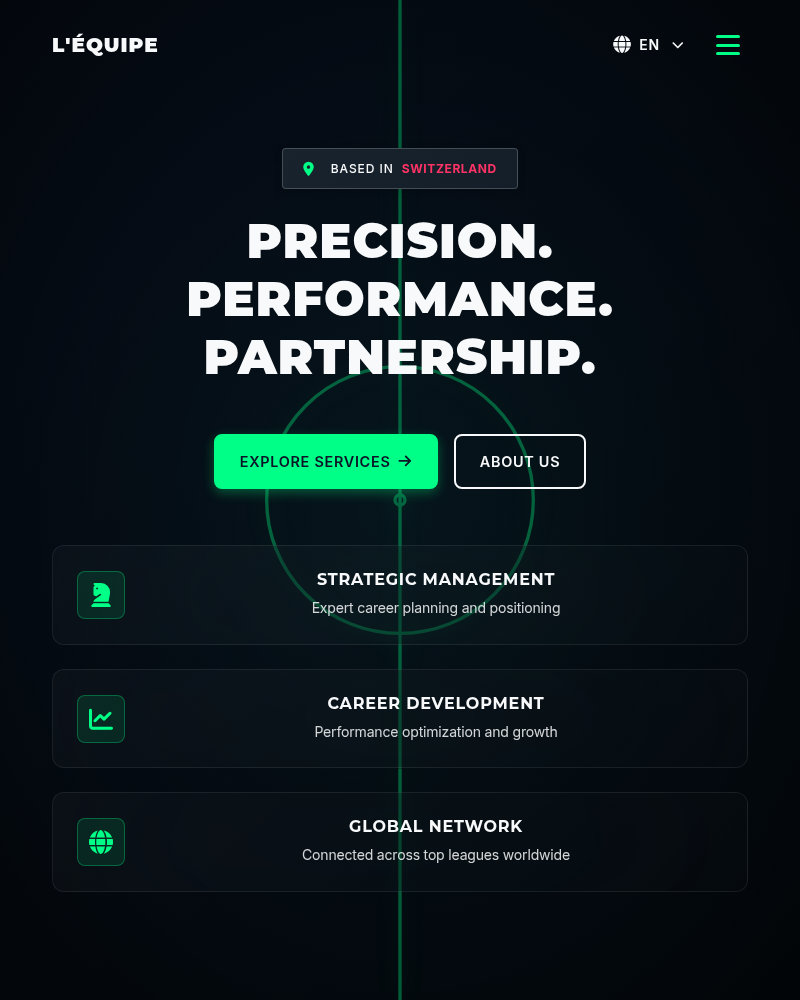 L'ÉQUIPE
EN
BASED IN SWITZERLAND
PRECISION.
PERFORMANCE.
PARTNERSHIP.
EXPLORE SERVICES
ABOUT US
STRATEGIC MANAGEMENT
Expert career planning and positioning
CAREER DEVELOPMENT
Performance optimization and growth
GLOBAL NETWORK
Connected across top leagues worldwide